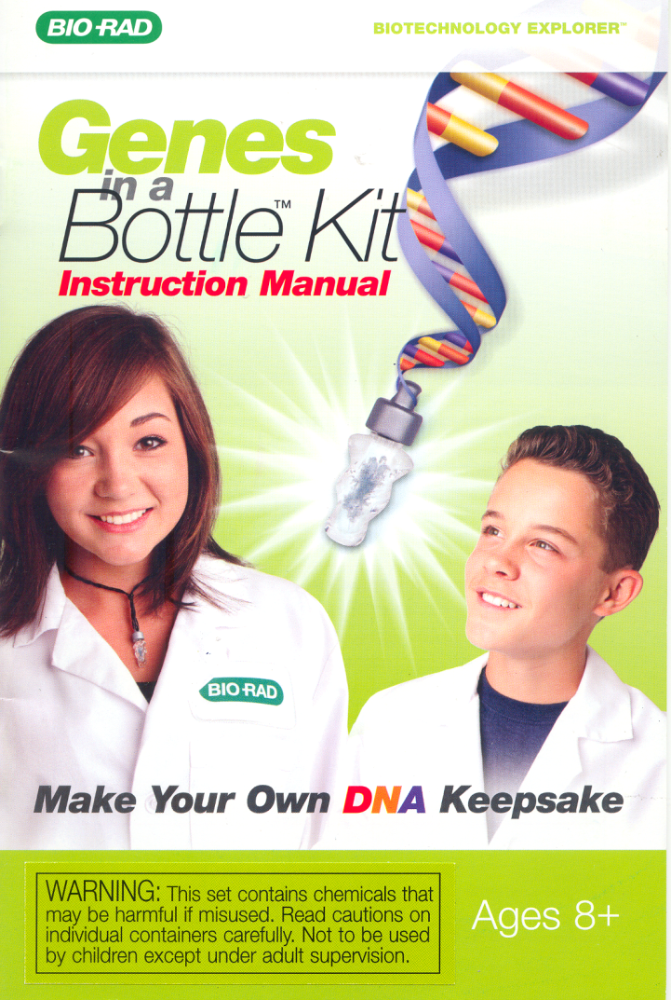 BIO-RAD
BIOTECHNOLOGY EXPLORER™
Genes
in a
Bottle™ Kit
Instruction Manual
BIO-RAD
Make Your Own DNA Keepsake
WARNING: This set contains chemicals that
may be harmful if misused. Read cautions on
individual containers carefully. Not to be used
by children except under adult supervision.
Ages 8+